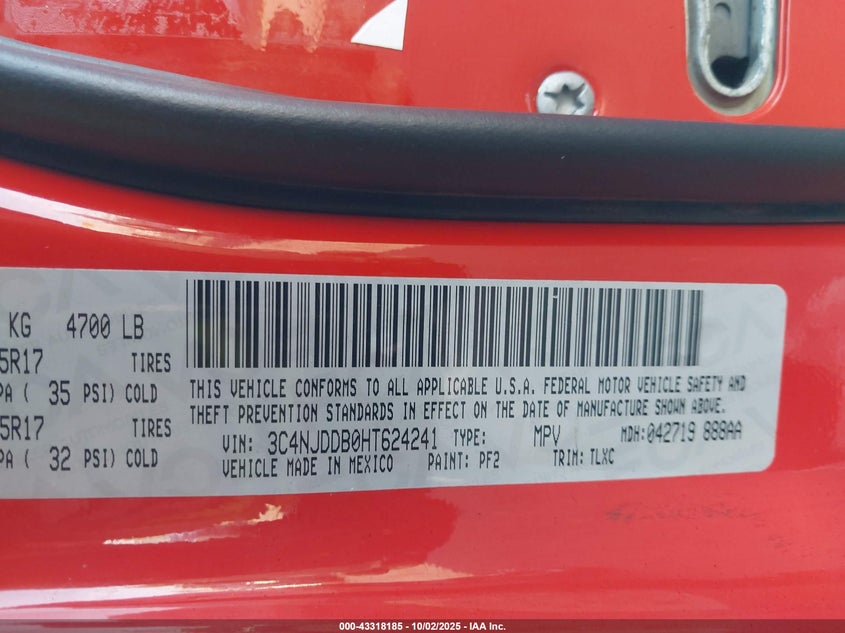 KG 4700 LB
5R17 TIRES
PA ( 35 PSI) COLD
5R17 TIRES
PA ( 32 PSI) COLD
THIS VEHICLE CONFORMS TO ALL APPLICABLE U.S.A. FEDERAL MOTOR VEHICLE SAFETY AND
THEFT PREVENTION STANDARDS IN EFFECT ON THE DATE OF MANUFACTURE SHOWN ABOVE.
VIN: 3C4NJDDB0HT624241 TYPE: MPV MDH:042719 888AA
VEHICLE MADE IN MEXICO PAINT: PF2 TRIM: TLXC
000-43318185 - 10/02/2025 - IAA Inc.